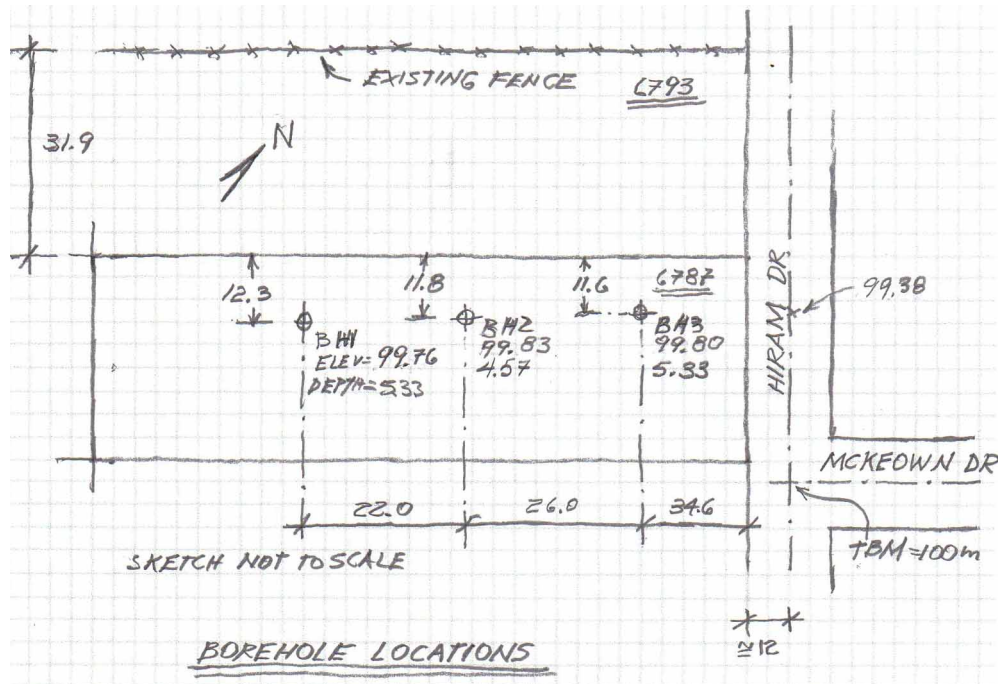 EXISTING FENCE
6793
31.9
N
12.3
11.8
11.6
6787
99.38
BH1
ELEV=99.76
DEPTH=5.33
BH2
99.83
4.57
BH3
99.80
5.33
HIRAM DR
MCKEOWN DR
22.0
26.0
34.6
TBM=100m
SKETCH NOT TO SCALE
≅12
BOREHOLE LOCATIONS